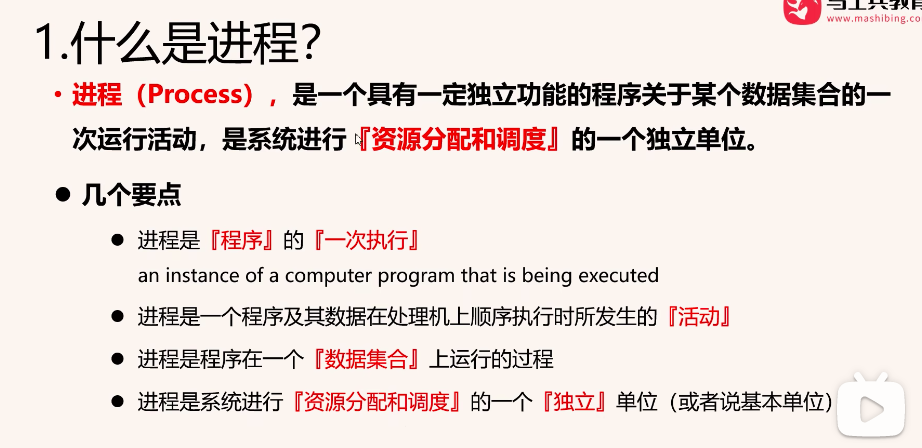 马士兵教育
www.mashibing.co
1.什么是进程?
• 进程（Process），是一个具有一定独立功能的程序关于某个数据集合的一
次运行活动，是系统进行『资源分配和调度』的一个独立单位。
● 几个要点
● 进程是『程序』的『一次执行』
an instance of a computer program that is being executed
● 进程是一个程序及其数据在处理机上顺序执行时所发生的『活动』
● 进程是程序在一个『数据集合』上运行的过程
● 进程是系统进行『资源分配和调度』的一个『独立』单位（或者说基本单位）